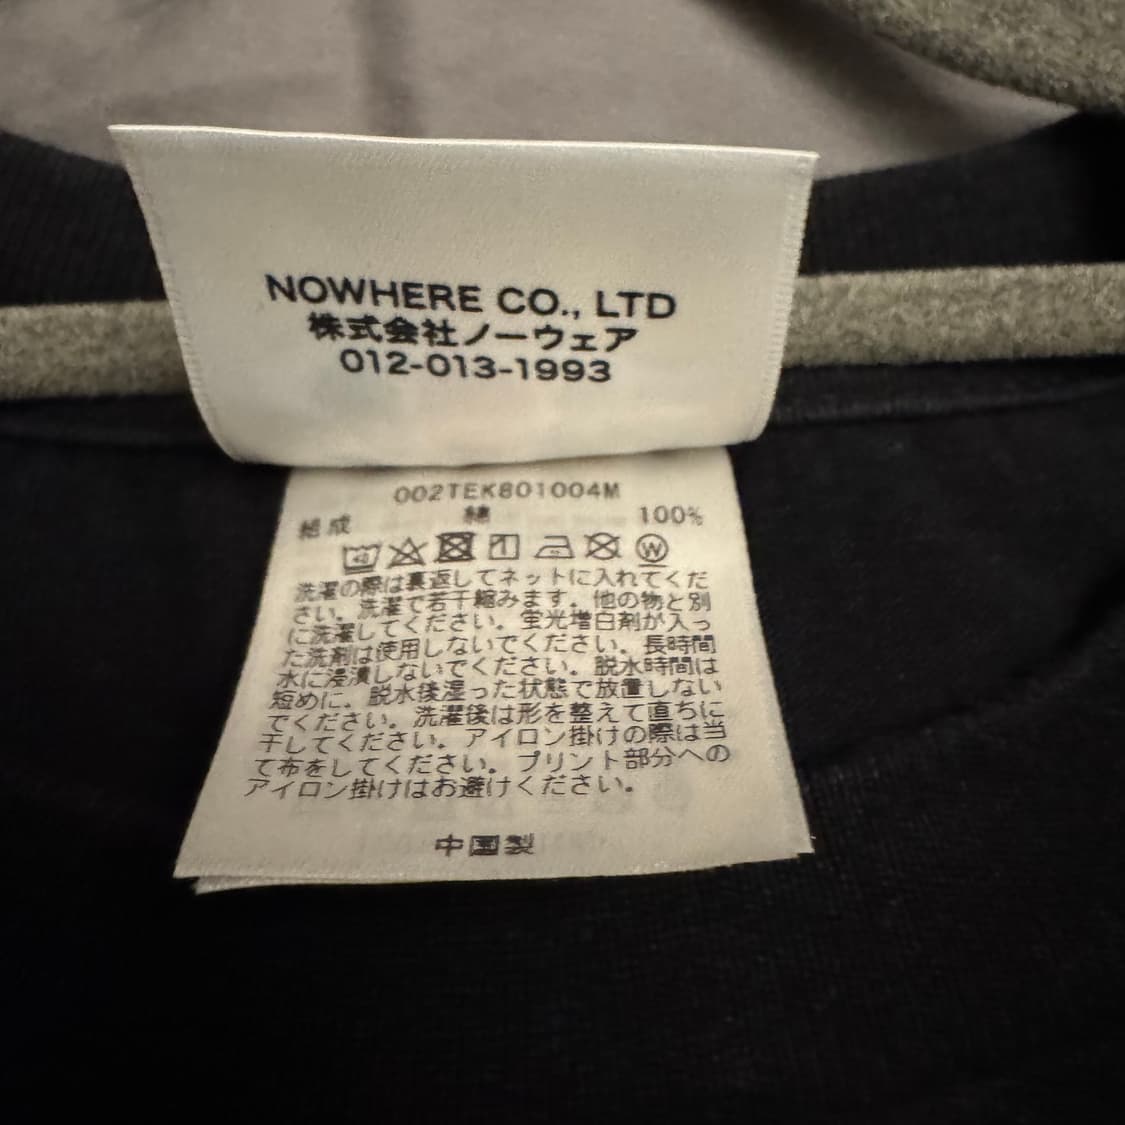 NOWHERE CO., LTD
株式会社ノーウェア
012-013-1993
002TEK801004M
組成 綿 100%
40 W
洗濯の際は裏返してネットに入れてくだ
さい。洗濯で若干縮みます。他の物と別
に洗濯してください。蛍光増白剤が入っ
た洗剤は使用しないでください。長時間
水に浸漬しないでください。脱水時間は
短めに。脱水後湿った状態で放置しない
でください。洗濯後は形を整えて直ちに
干してください。アイロン掛けの際は当
て布をしてください。プリント部分への
アイロン掛けはお避けください。
中国製